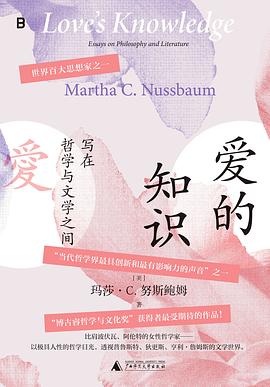 B
Love's Knowledge
Essays on Philosophy and Literature
世界百大思想家之一
Martha C. Nussbaum
爱的
知识
写在
哲学与文学之间
爱
“当代哲学界最具创新和最有影响力的声音”之一
[美]
玛莎·C.努斯鲍姆
著
“博古睿哲学与文化奖”获得者最受期待的作品!
比肩波伏瓦、阿伦特的女性哲学家——
以极具人性的哲学目光,透视普鲁斯特、狄更斯、亨利·詹姆斯的文学世界。
广西师范大学出版社